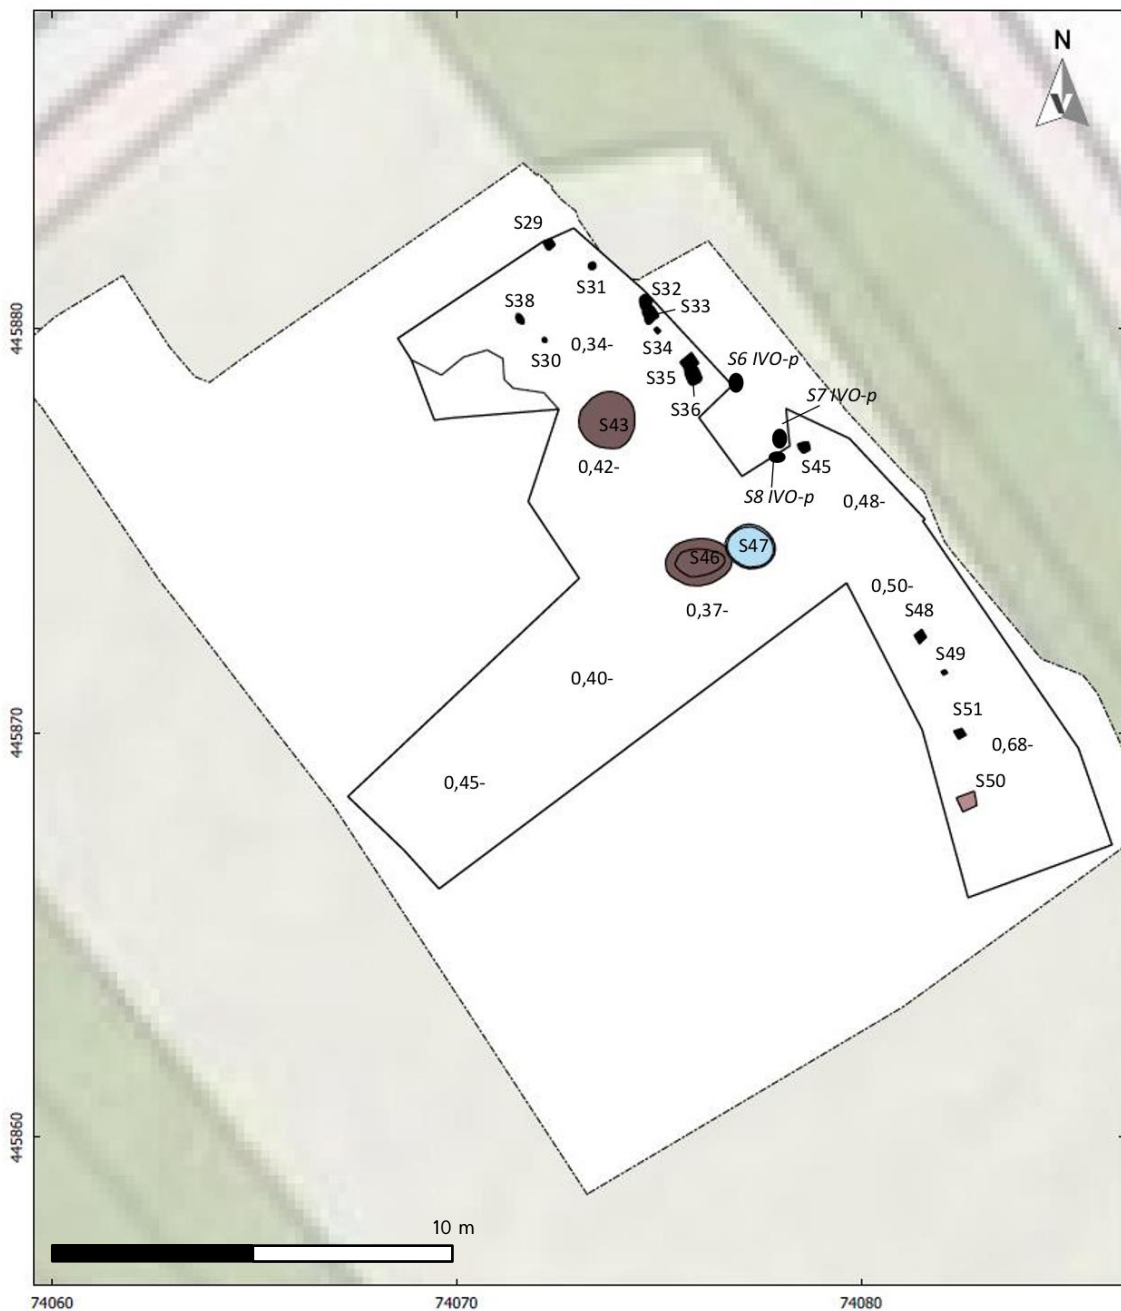 N
S29
S31
S32
S33
S38
S30
0,34-
S34
S35
S36
S6 IVO-p
S7 IVO-p
S43
0,42-
S45
S8 IVO-p
0,48-
S46
S47
0,37-
0,50-
S48
S49
0,40-
S51
0,68-
0,45-
S50
10 m
445880
445870
445860
74060
74070
74080